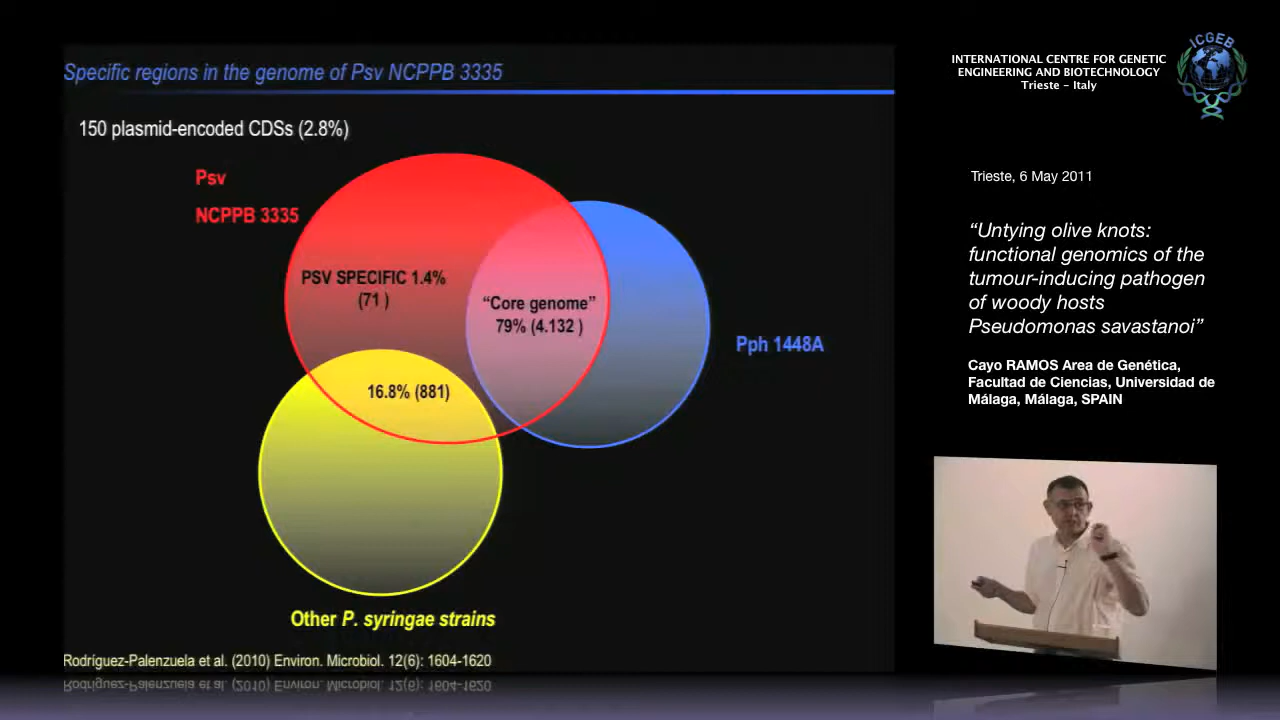 Specific regions in the genome of Psv NCPPB 3335
150 plasmid-encoded CDSs (2.8%)
Psv
NCPPB 3335
PSV SPECIFIC 1.4%
(71 )
“Core genome”
79% (4.132 )
Pph 1448A
16.8% (881)
Other P. syringae strains
Rodríguez-Palenzuela et al. (2010) Environ. Microbiol. 12(6): 1604-1620
INTERNATIONAL CENTRE FOR GENETIC
ENGINEERING AND BIOTECHNOLOGY
Trieste - Italy
ICGEB
Trieste, 6 May 2011
“Untying olive knots:
functional genomics of the
tumour-inducing pathogen
of woody hosts
Pseudomonas savastanoi”
Cayo RAMOS Area de Genética,
Facultad de Ciencias, Universidad de
Málaga, Málaga, SPAIN